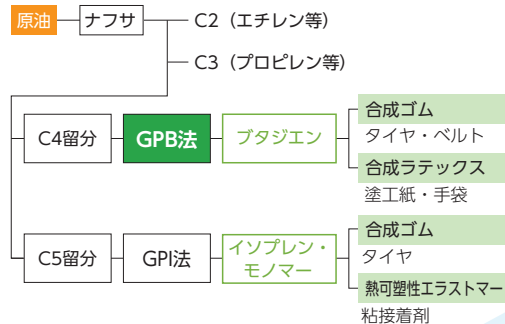 原油
ナフサ
C2（エチレン等）
C3（プロピレン等）
C4留分
GPB法
ブタジエン
合成ゴム
タイヤ・ベルト
合成ラテックス
塗工紙・手袋
C5留分
GPI法
イソプレン・
モノマー
合成ゴム
タイヤ
熱可塑性エラストマー
粘接着剤